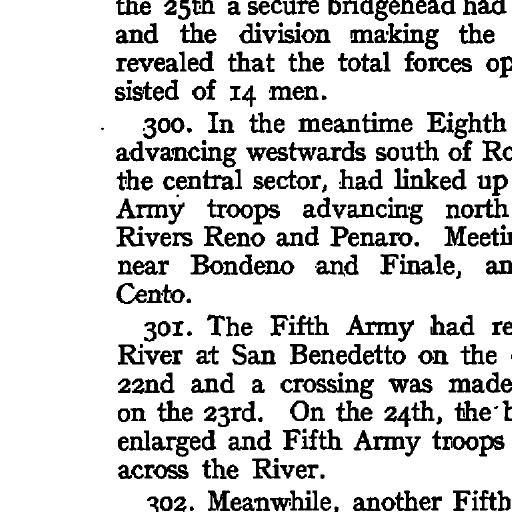 the 25th a secure bridgehead had
and the division making the
revealed that the total forces op
sisted of 14 men.
300. In the meantime Eighth
advancing westwards south of Ro
the central sector, had linked up
Army troops advancing north
Rivers Reno and Penaro. Meetin
near Bondeno and Finale, an
Cento.
301. The Fifth Army had re
River at San Benedetto on the
22nd and a crossing was made
on the 23rd. On the 24th, the b
enlarged and Fifth Army troops
across the River.
302. Meanwhile, another Fifth